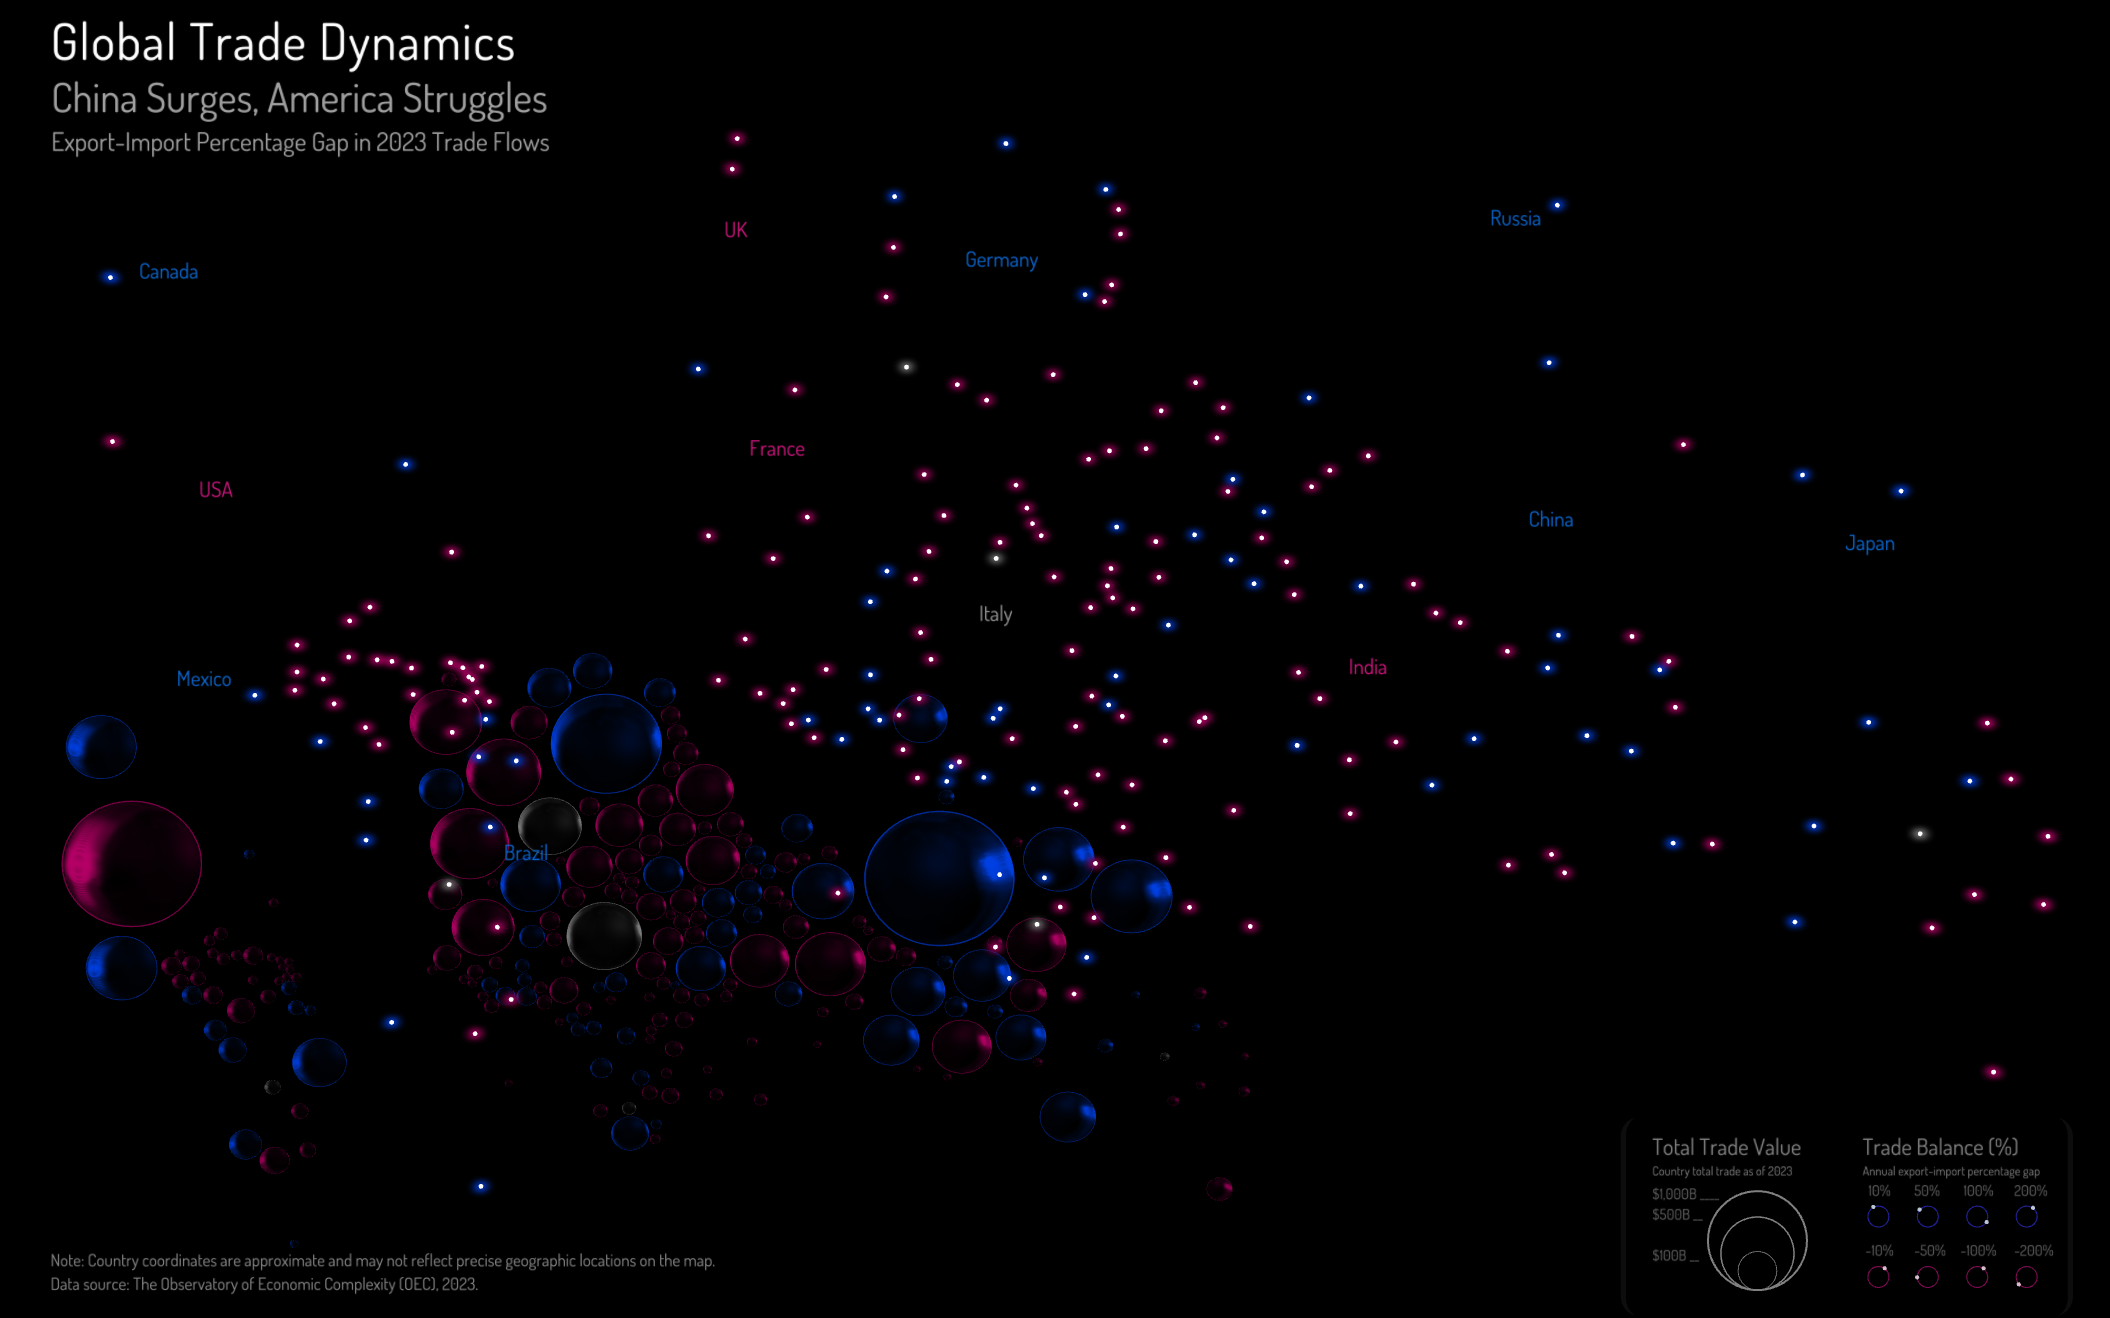 Global Trade Dynamics
China Surges, America Struggles
Export-Import Percentage Gap in 2023 Trade Flows
UK
Germany
Russia
Canada
France
USA
China
Japan
Italy
India
Mexico
Brazil
Total Trade Value
Country total trade as of 2023
$1,000B
$500B
$100B
Trade Balance (%)
Annual export-import percentage gap
10% 50% 100% 200%
-10% -50% -100% -200%
Note: Country coordinates are approximate and may not reflect precise geographic locations on the map.
Data source: The Observatory of Economic Complexity (OEC), 2023.